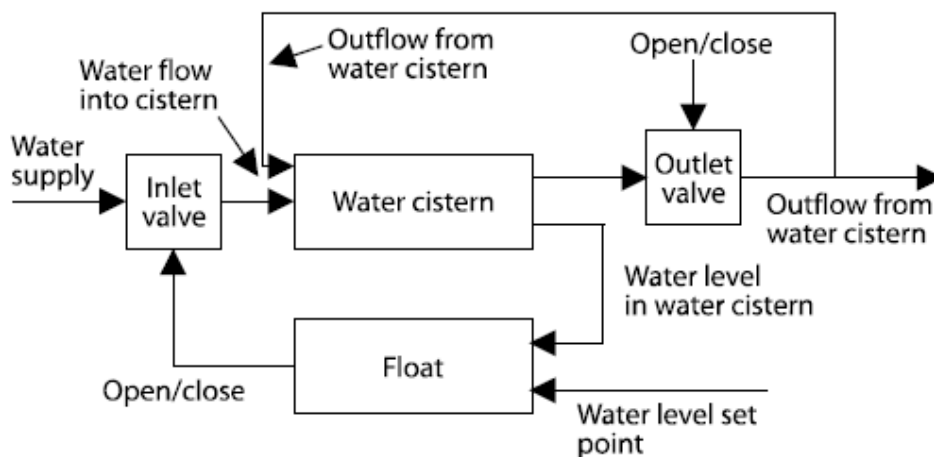 Outflow from
water cistern
Open/close
Water flow
into cistern
Water
supply
Inlet
valve
Water cistern
Outlet
valve
Outflow from
water cistern
Water level
in water cistern
Float
Open/close
Water level set
point